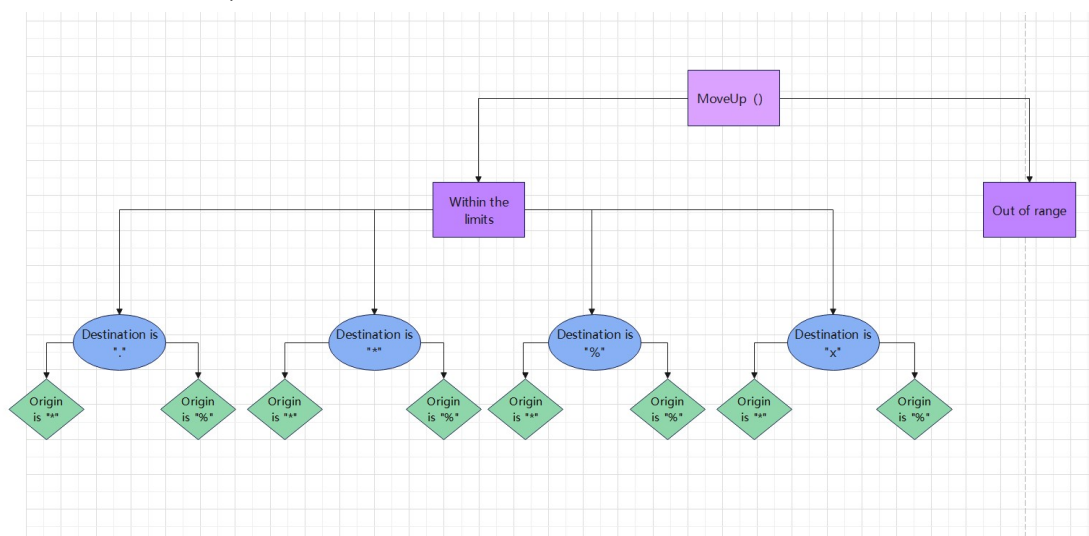 MoveUp ()
Within the
limits
Out of range
Destination is
"."
Destination is
"*"
Destination is
"%"
Destination is
"x"
Origin
is "*"
Origin
is "%"
Origin
is "*"
Origin
is "%"
Origin
is "*"
Origin
is "%"
Origin
is "*"
Origin
is "%"